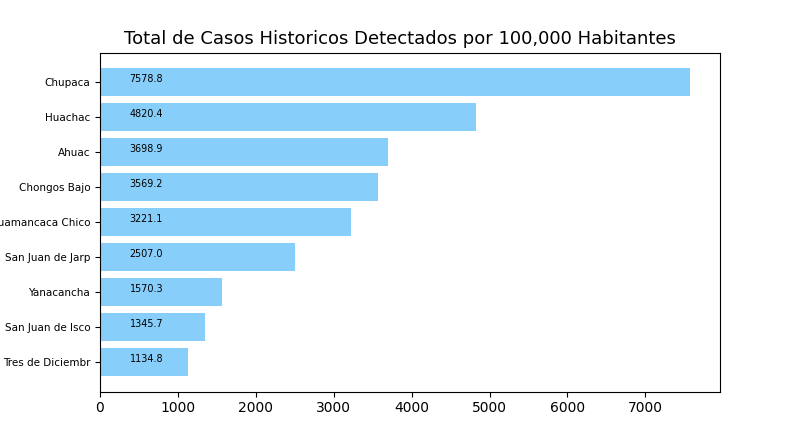 Total de Casos Historicos Detectados por 100,000 Habitantes
Chupaca 7578.8
Huachac 4820.4
Ahuac 3698.9
Chongos Bajo 3569.2
uamancaca Chico 3221.1
San Juan de Jarp 2507.0
Yanacancha 1570.3
San Juan de Isco 1345.7
Tres de Diciembr 1134.8
0 1000 2000 3000 4000 5000 6000 7000